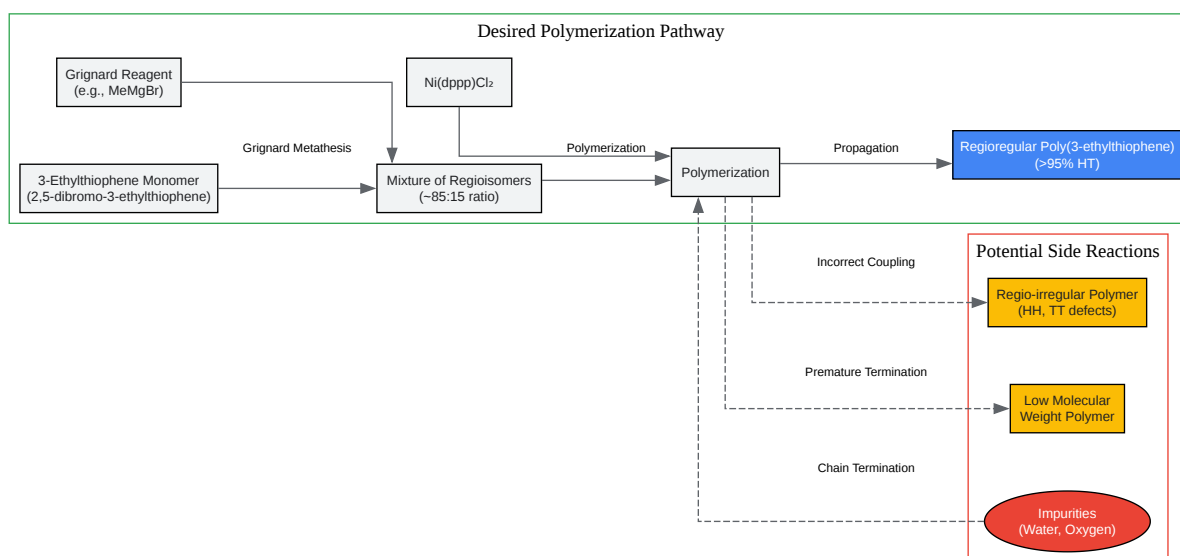 Desired Polymerization Pathway
Grignard Reagent
(e.g., MeMgBr)
Ni(dppp)Cl₂
Grignard Metathesis
Polymerization
Propagation
3-Ethylthiophene Monomer
(2,5-dibromo-3-ethylthiophene)
Mixture of Regioisomers
(~85:15 ratio)
Polymerization
Regioregular Poly(3-ethylthiophene)
(>95% HT)
Potential Side Reactions
Incorrect Coupling
Regio-irregular Polymer
(HH, TT defects)
Premature Termination
Low Molecular
Weight Polymer
Chain Termination
Impurities
(Water, Oxygen)